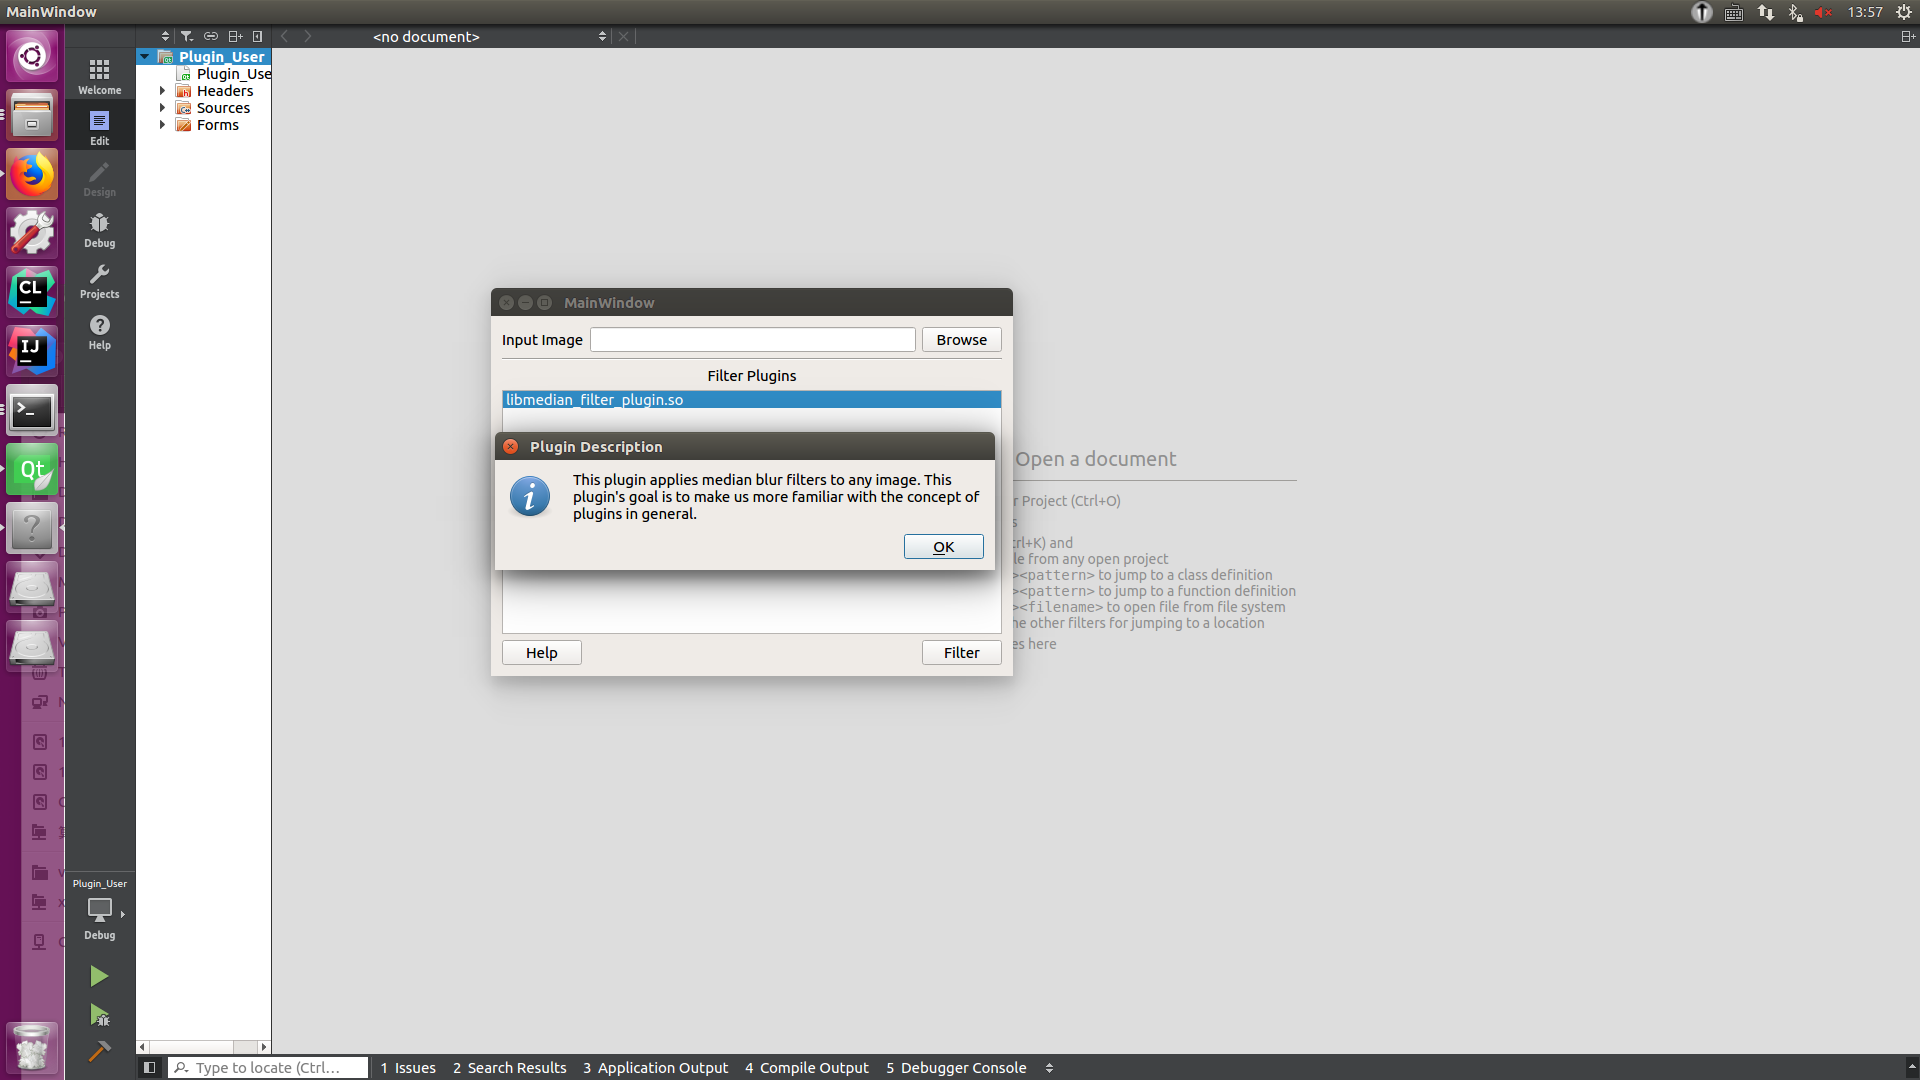 MainWindow
13:57
<no document>
Plugin_User
Plugin_Use
Headers
Sources
Forms
Welcome
Edit
Design
Debug
Projects
Help
MainWindow
Input Image
Browse
Filter Plugins
libmedian_filter_plugin.so
Plugin Description
This plugin applies median blur filters to any image. This
plugin's goal is to make us more familiar with the concept of
plugins in general.
OK
Help
Filter
Open a document
Project (Ctrl+O)
trl+K) and
le from any open project
><pattern> to jump to a class definition
><pattern> to jump to a function definition
><filename> to open file from file system
ne other filters for jumping to a location
es here
CL
IJ
Qt
Plugin_User
Debug
Type to locate (Ctrl...
1 Issues
2 Search Results
3 Application Output
4 Compile Output
5 Debugger Console